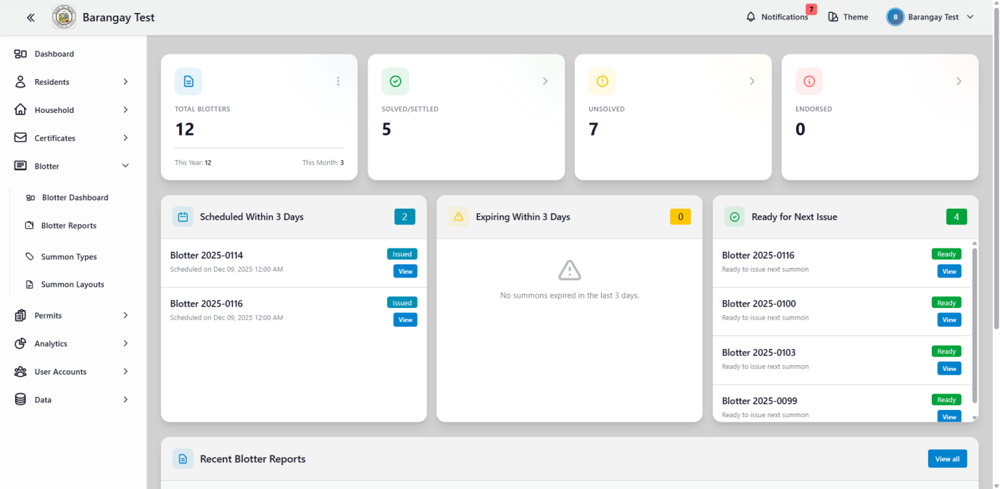 Barangay Test
Notifications
7
Theme
B
Barangay Test
Dashboard
Residents
Household
Certificates
Blotter
Blotter Dashboard
Blotter Reports
Summon Types
Summon Layouts
Permits
Analytics
User Accounts
Data
TOTAL BLOTTERS
12
This Year: 12
This Month: 3
SOLVED/SETTLED
5
UNSOLVED
7
ENDORSED
0
Scheduled Within 3 Days
2
Blotter 2025-0114
Issued
Scheduled on Dec 09, 2025 12:00 AM
View
Blotter 2025-0116
Issued
Scheduled on Dec 09, 2025 12:00 AM
View
Expiring Within 3 Days
0
No summons expired in the last 3 days.
Ready for Next Issue
4
Blotter 2025-0116
Ready
Ready to issue next summon
View
Blotter 2025-0100
Ready
Ready to issue next summon
View
Blotter 2025-0103
Ready
Ready to issue next summon
View
Blotter 2025-0099
Ready
Ready to issue next summon
View
Recent Blotter Reports
View all